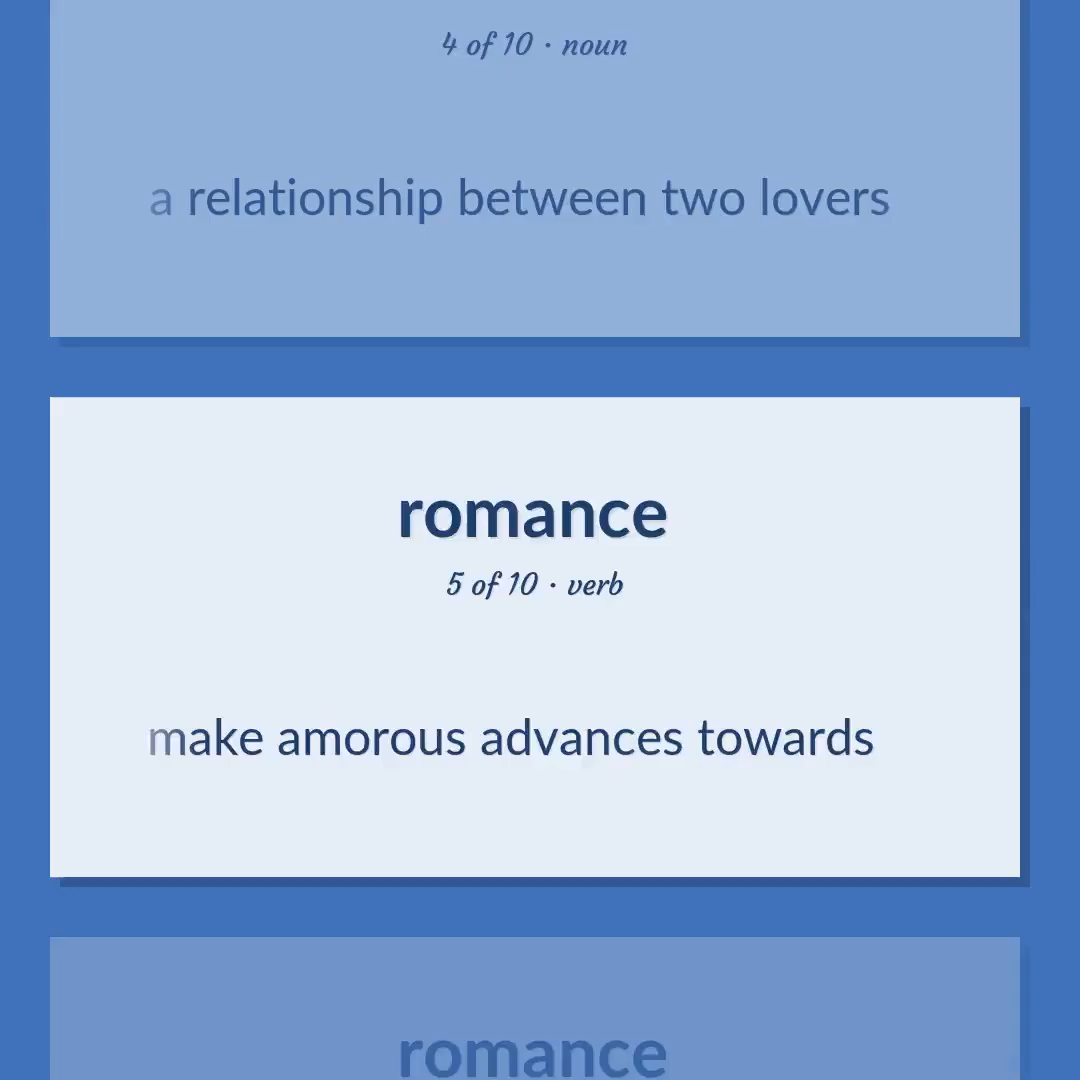 4 of 10 · noun
a relationship between two lovers
romance
5 of 10 · verb
make amorous advances towards
romance